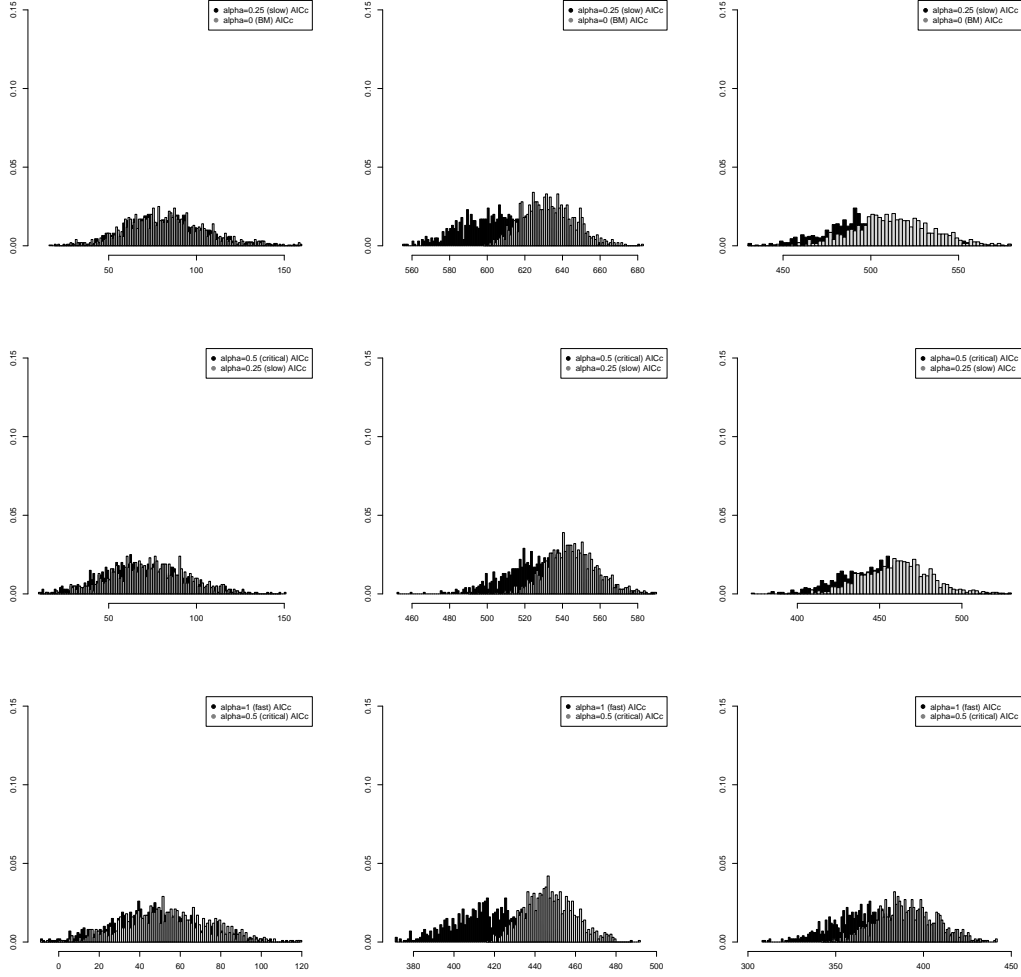 alpha=0.25 (slow) AICc
alpha=0 (BM) AICc
0.15
0.10
0.05
0.00
50 100 150
alpha=0.25 (slow) AICc
alpha=0 (BM) AICc
0.15
0.10
0.05
0.00
560 580 600 620 640 660 680
alpha=0.25 (slow) AICc
alpha=0 (BM) AICc
0.15
0.10
0.05
0.00
450 500 550
alpha=0.5 (critical) AICc
alpha=0.25 (slow) AICc
0.15
0.10
0.05
0.00
50 100 150
alpha=0.5 (critical) AICc
alpha=0.25 (slow) AICc
0.15
0.10
0.05
0.00
460 480 500 520 540 560 580
alpha=0.5 (critical) AICc
alpha=0.25 (slow) AICc
0.15
0.10
0.05
0.00
400 450 500
alpha=1 (fast) AICc
alpha=0.5 (critical) AICc
0.15
0.10
0.05
0.00
0 20 40 60 80 100 120
alpha=1 (fast) AICc
alpha=0.5 (critical) AICc
0.15
0.10
0.05
0.00
380 400 420 440 460 480 500
alpha=1 (fast) AICc
alpha=0.5 (critical) AICc
0.15
0.10
0.05
0.00
300 350 400 450